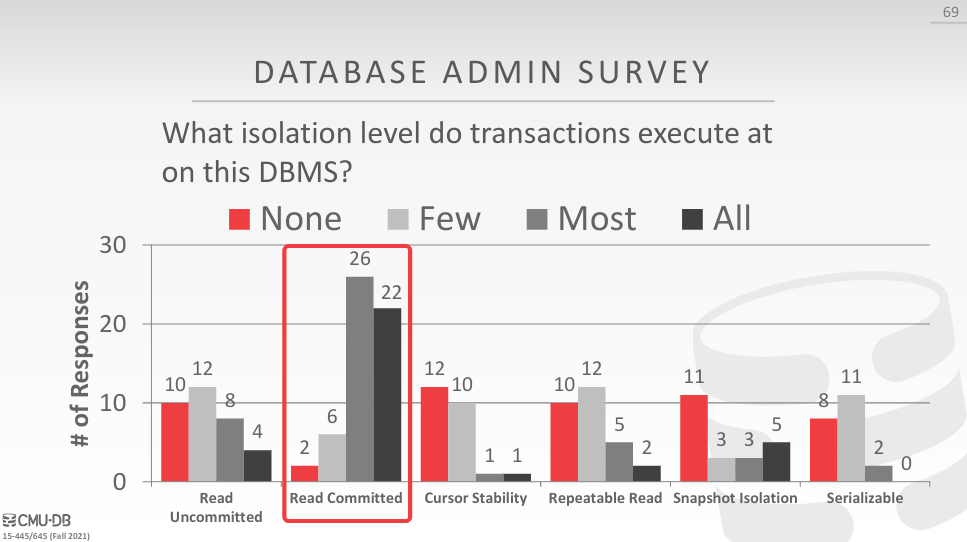 69
DATABASE ADMIN SURVEY
What isolation level do transactions execute at
on this DBMS?
None Few Most All
# of Responses
30
20
10
0
10 12 8 4
2 6 26 22
12 10 1 1
10 12 5 2
11 3 3 5
8 11 2 0
Read
Uncommitted
Read Committed
Cursor Stability
Repeatable Read
Snapshot Isolation
Serializable
CMU·DB
15-445/645 (Fall 2021)